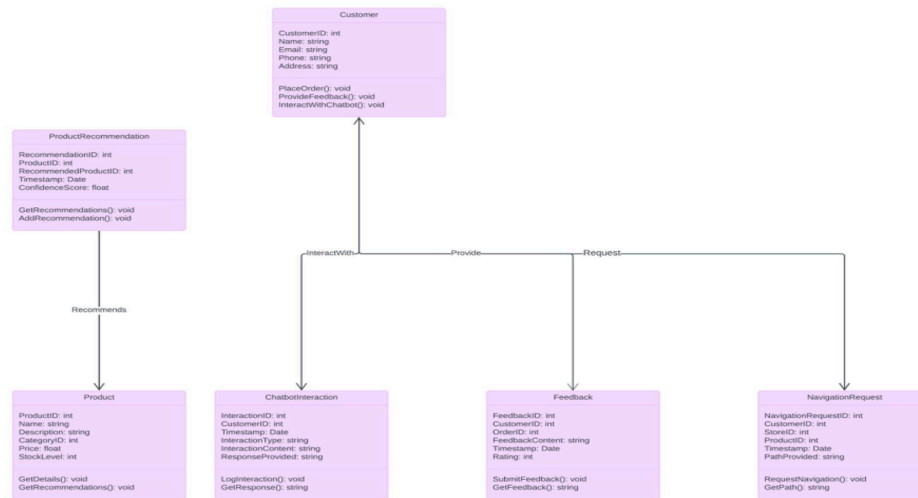 Customer
CustomerID: int
Name: string
Email: string
Phone: string
Address: string
PlaceOrder(): void
ProvideFeedback(): void
InteractWithChatbot(): void
ProductRecommendation
RecommendationID: int
ProductID: int
RecommendedProductID: int
Timestamp: Date
ConfidenceScore: float
GetRecommendations(): void
AddRecommendation(): void
InteractWith
Provide
Request
Recommends
Product
ProductID: int
Name: string
Description: string
CategoryID: int
Price: float
StockLevel: int
GetDetails(): void
GetRecommendations(): void
ChatbotInteraction
InteractionID: int
CustomerID: int
Timestamp: Date
InteractionType: string
InteractionContent: string
ResponseProvided: string
LogInteraction(): void
GetResponse(): string
Feedback
FeedbackID: int
CustomerID: int
OrderID: int
FeedbackContent: string
Timestamp: Date
Rating: int
SubmitFeedback(): void
GetFeedback(): string
NavigationRequest
NavigationRequestID: int
CustomerID: int
StoreID: int
ProductID: int
Timestamp: Date
PathProvided: string
RequestNavigation(): void
GetPath(): string